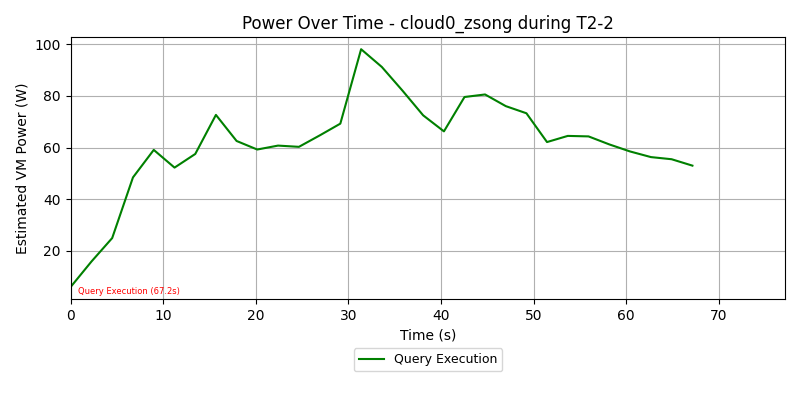 Power Over Time - cloud0_zsong during T2-2
Estimated VM Power (W)
100
80
60
40
20
Query Execution (67.2s)
0 10 20 30 40 50 60 70
Time (s)
Query Execution